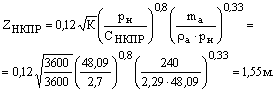 Z_НКПР = 0,12 √K (p_н / C_НКПР)^0,8 (m_a / (ρ_a · p_н))^0,33 =
= 0,12 √(3600 / 3600) (48,09 / 2,7)^0,8 (240 / (2,29 · 48,09))^0,33 = 1,55м.